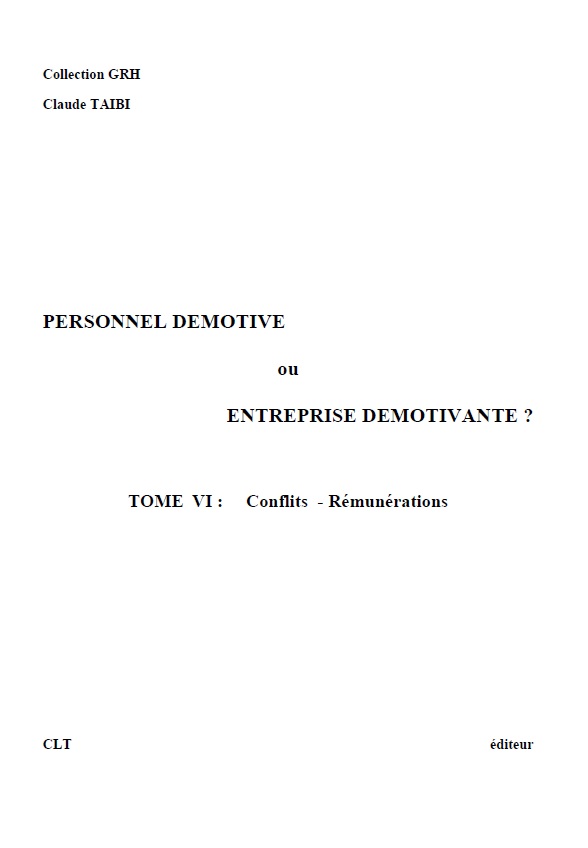 Collection GRH
Claude TAIBI
PERSONNEL DEMOTIVE
ou
ENTREPRISE DEMOTIVANTE ?
TOME VI : Conflits - Rémunérations
CLT éditeur